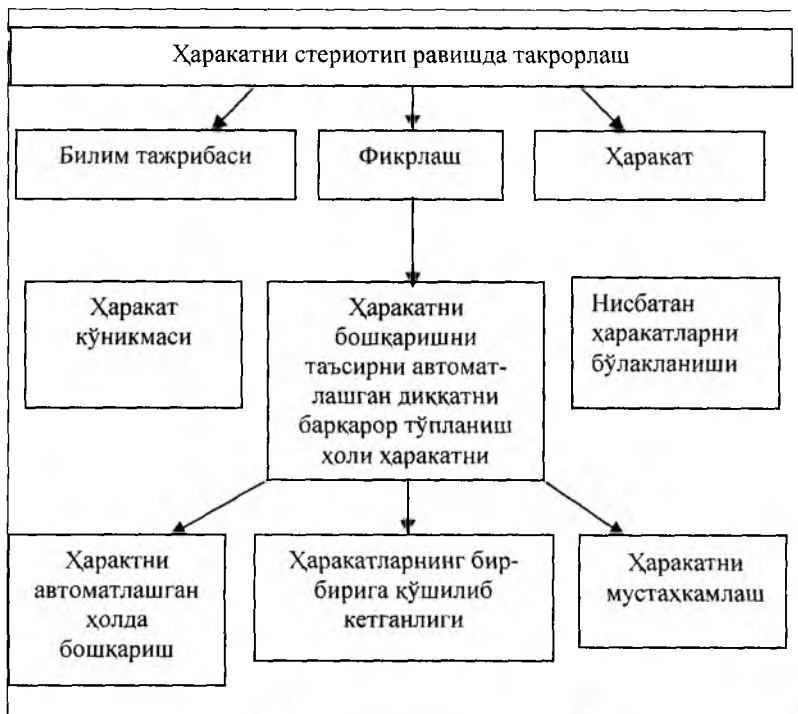 Ҳаракатни стериотип равишда такрорлаш
Билим тажрибаси
Фикрлаш
Ҳаракат
Ҳаракат
кўникмаси
Ҳаракатни
бошқаришни
таъсирни автомат-
лашган диққатни
барқарор тўпланиш
ҳоли ҳаракатни
Нисбатан
ҳаракатларни
бўлакланиши
Ҳарактни
автоматлашган
ҳолда
бошқариш
Ҳаракатларнинг бир-
бирига қўшилиб
кетганлиги
Ҳаракатни
мустаҳкамлаш